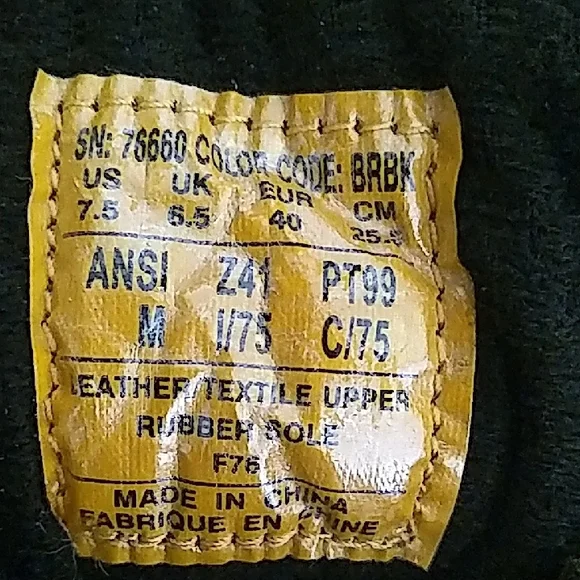 SN: 76660 COLOR CODE: BRBK
US UK EUR CM
7.5 6.5 40
ANSI Z41 PT99
M I/75 C/75
LEATHER/TEXTILE UPPER
RUBBER SOLE
F76
MADE IN CHINA
FABRIQUE EN CHINE